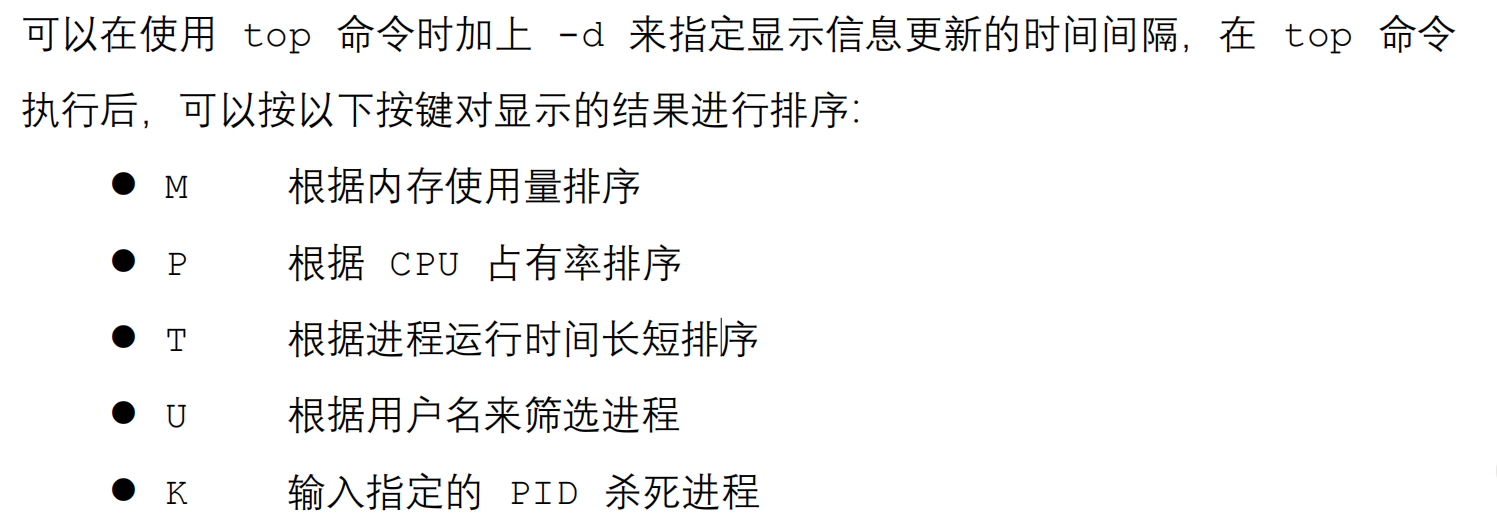 可以在使用 top 命令时加上 -d 来指定显示信息更新的时间间隔，在 top 命令
执行后，可以按以下按键对显示的结果进行排序：
● M 根据内存使用量排序
● P 根据 CPU 占有率排序
● T 根据进程运行时间长短排序
● U 根据用户名来筛选进程
● K 输入指定的 PID 杀死进程